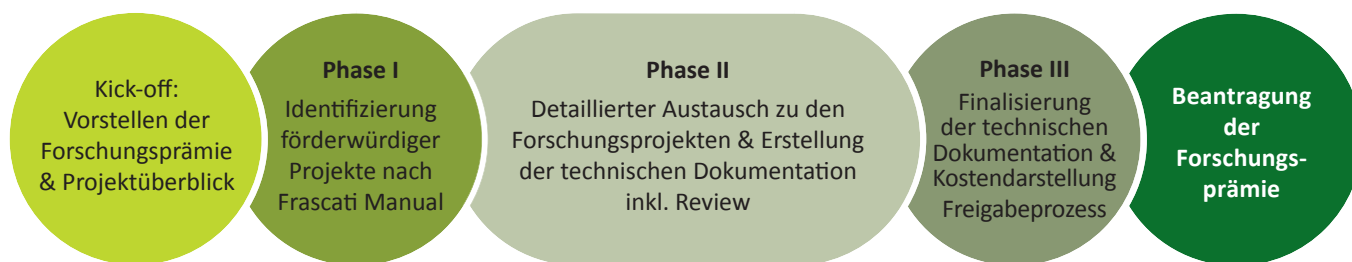 Kick-off:
Vorstellen der
Forschungsprämie
& Projektüberblick
Phase I
Identifizierung
förderwürdiger
Projekte nach
Frascati Manual
Phase II
Detaillierter Austausch zu den
Forschungsprojekten & Erstellung
der technischen Dokumentation
inkl. Review
Phase III
Finalisierung
der technischen
Dokumentation &
Kostendarstellung
Freigabeprozess
Beantragung
der
Forschungs-
prämie